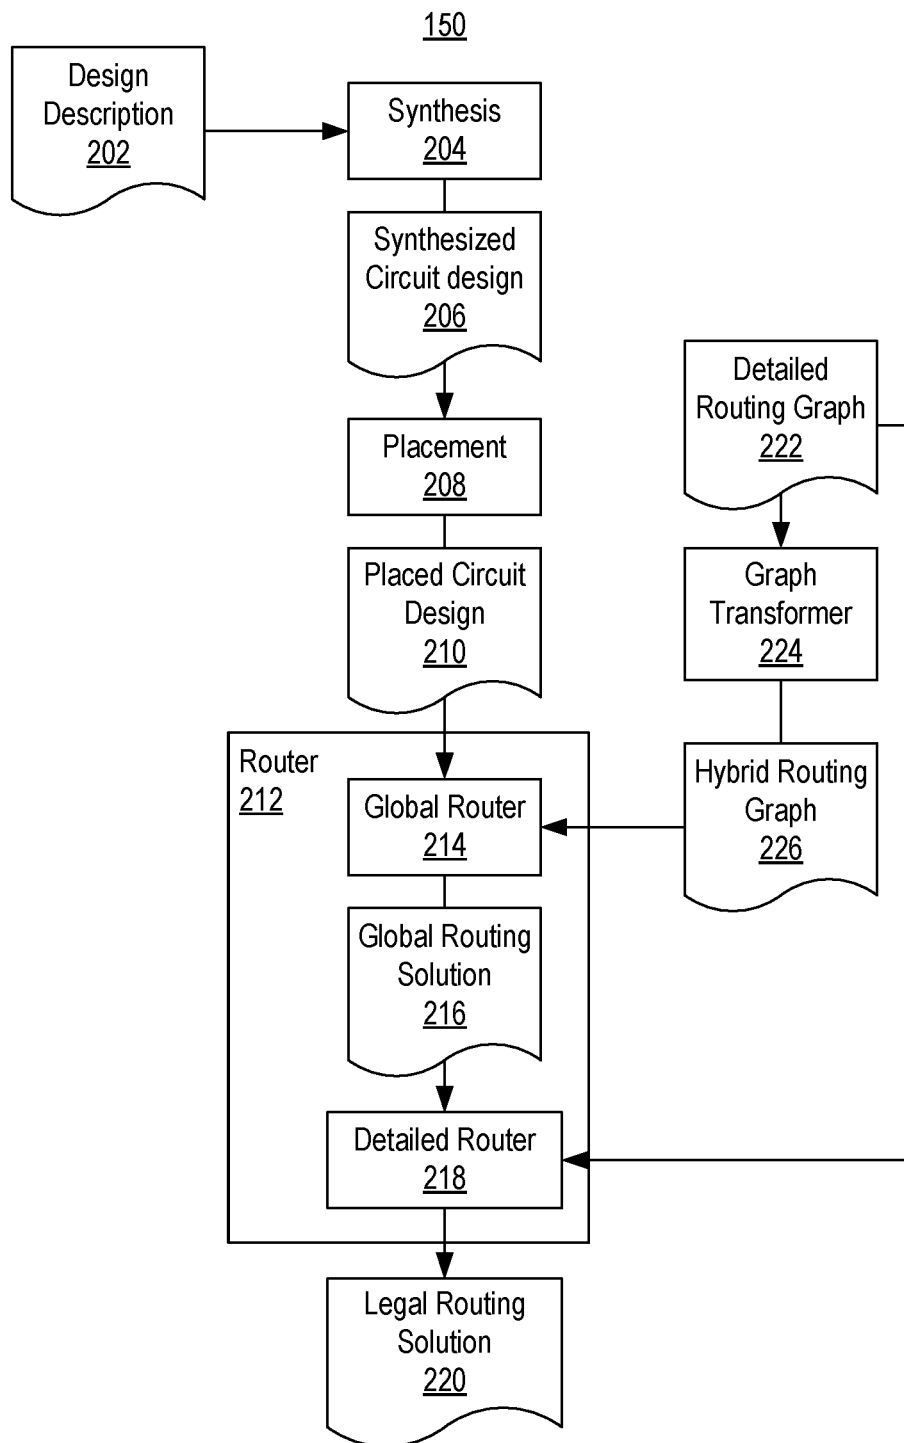 150
Design
Description
202
Synthesis
204
Synthesized
Circuit design
206
Placement
208
Placed Circuit
Design
210
Detailed
Routing Graph
222
Graph
Transformer
224
Hybrid Routing
Graph
226
Router
212
Global Router
214
Global Routing
Solution
216
Detailed Router
218
Legal Routing
Solution
220